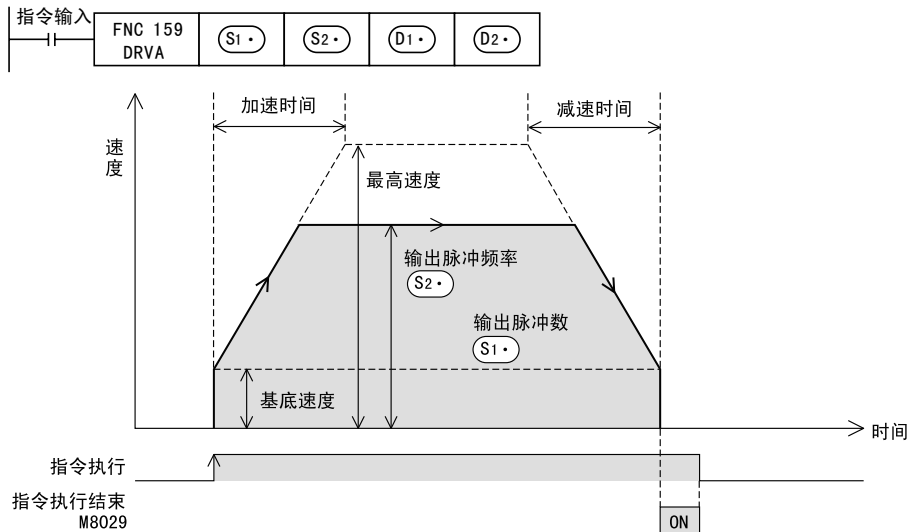 指令输入
FNC 159
DRVA
S1・
S2・
D1・
D2・
加速时间
减速时间
速度
最高速度
输出脉冲频率
S2・
输出脉冲数
S1・
基底速度
时间
指令执行
指令执行结束
M8029
ON